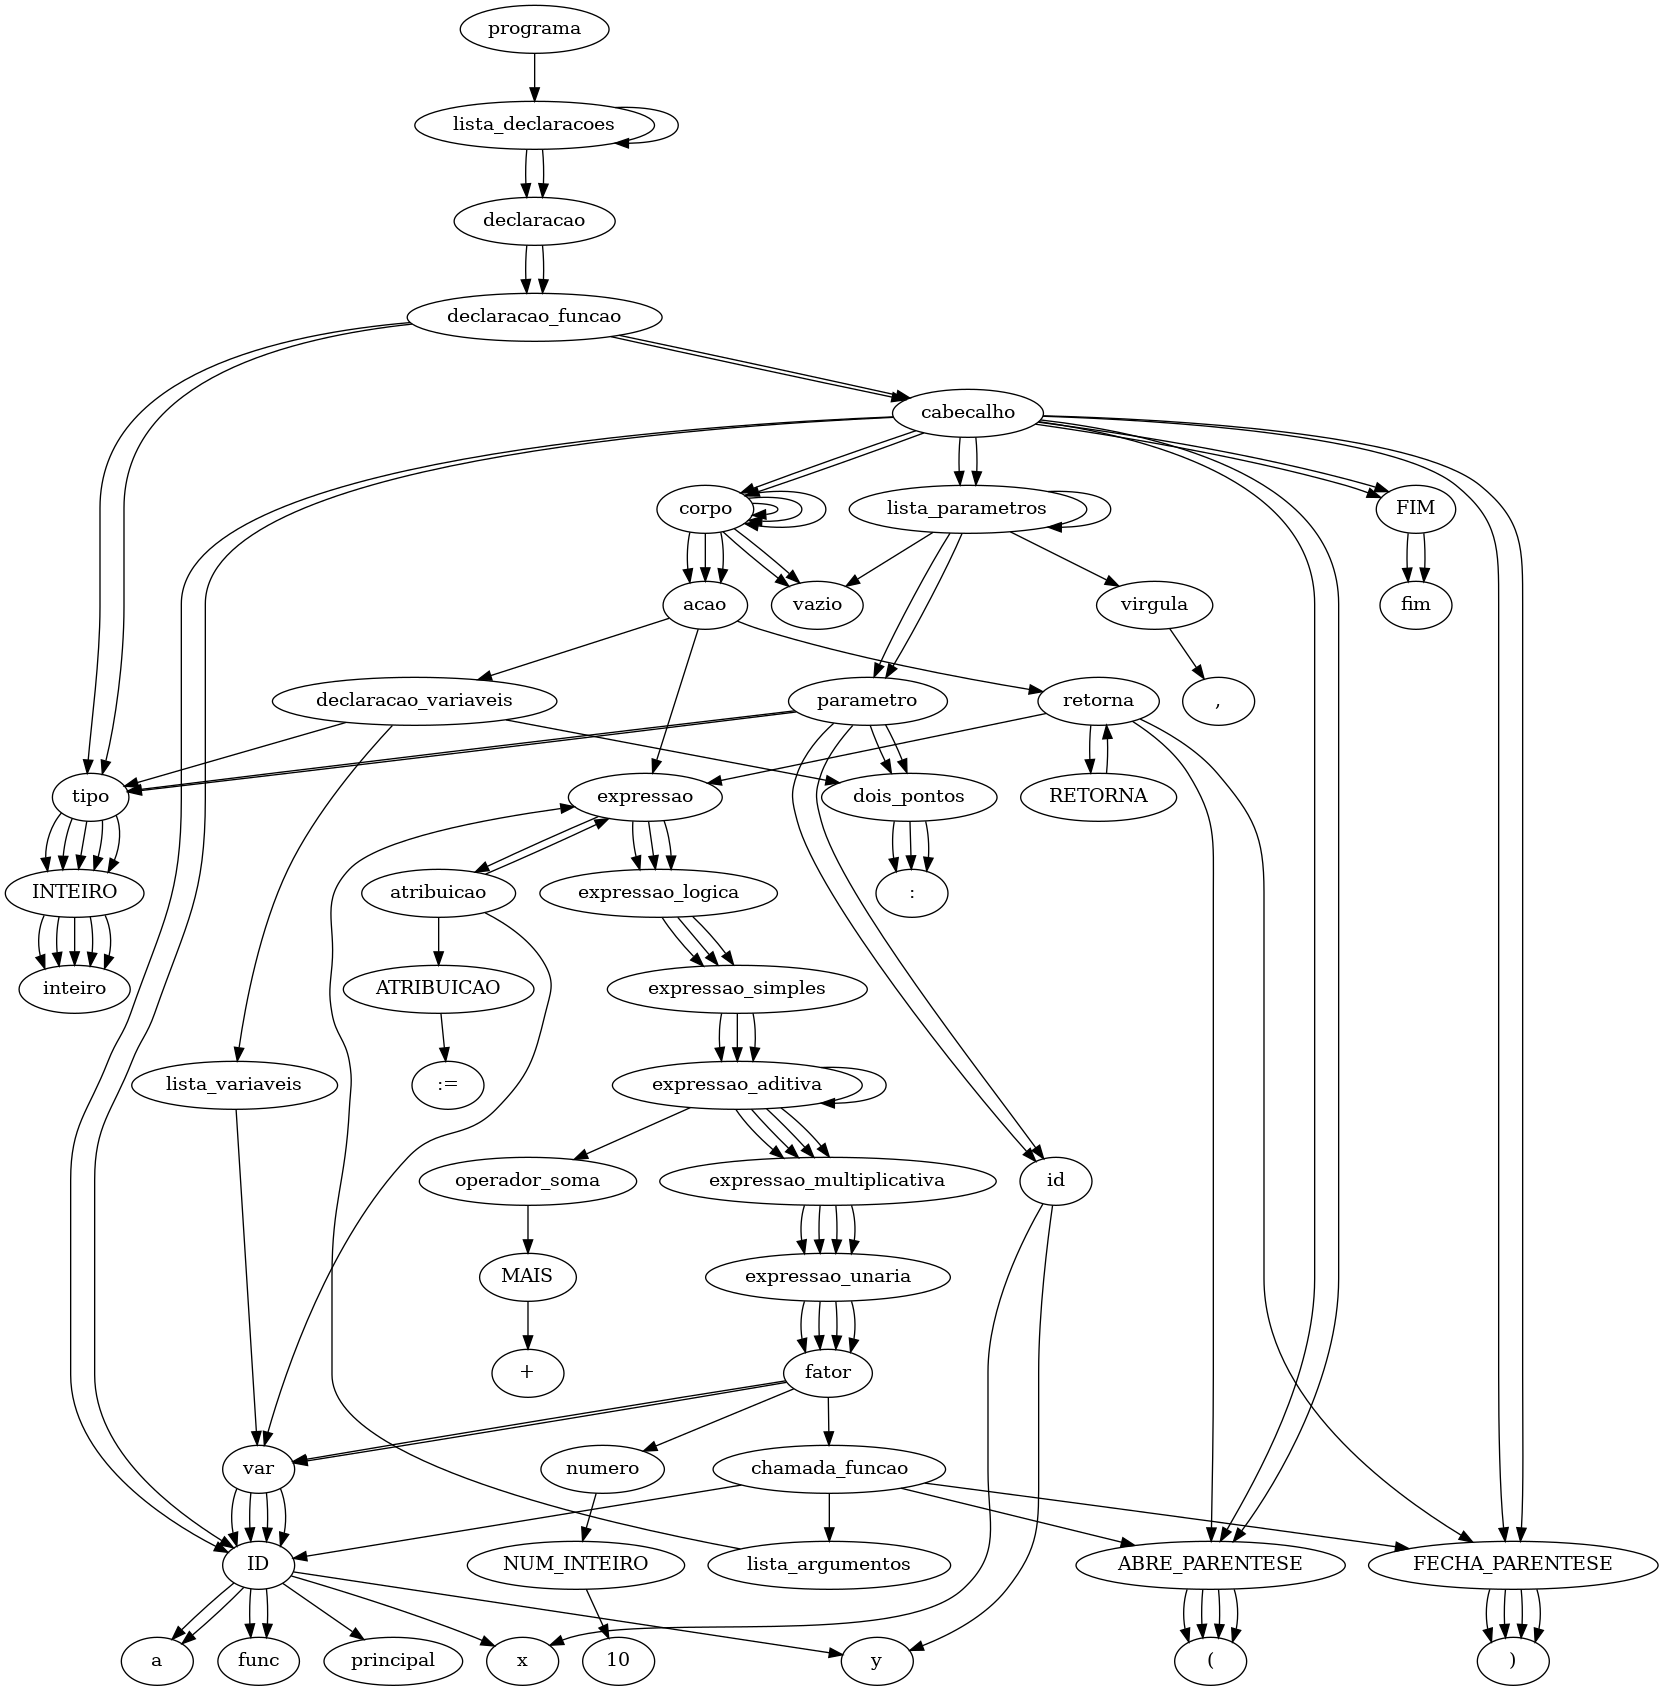 programa
lista_declaracoes
declaracao
declaracao_funcao
cabecalho
corpo
lista_parametros
FIM
acao
vazio
virgula
fim
declaracao_variaveis
parametro
retorna
,
tipo
expressao
dois_pontos
RETORNA
INTEIRO
atribuicao
expressao_logica
:
inteiro
ATRIBUICAO
expressao_simples
lista_variaveis
:=
expressao_aditiva
operador_soma
expressao_multiplicativa
id
MAIS
expressao_unaria
+
fator
var
numero
chamada_funcao
ID
NUM_INTEIRO
lista_argumentos
ABRE_PARENTESE
FECHA_PARENTESE
a
func
principal
x
10
y
(
)